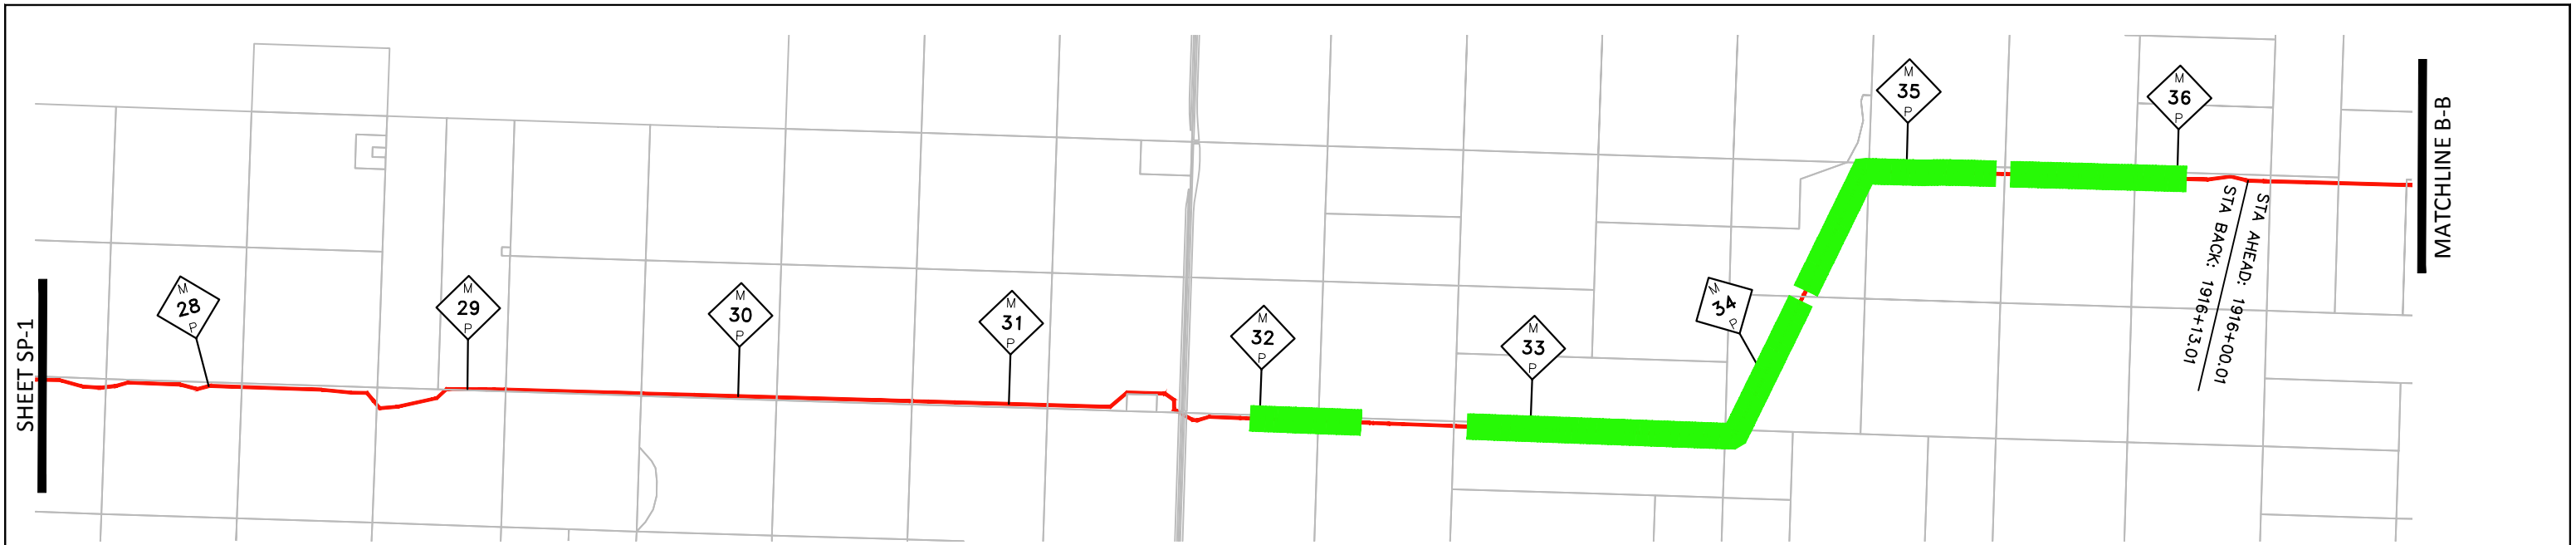 SHEET SP-1
M
28
P
M
29
P
M
30
P
M
31
P
M
32
P
M
33
P
M
34
P
M
35
P
M
36
P
STA AHEAD: 1916+00.01
STA BACK: 1916+13.01
MATCHLINE B-B